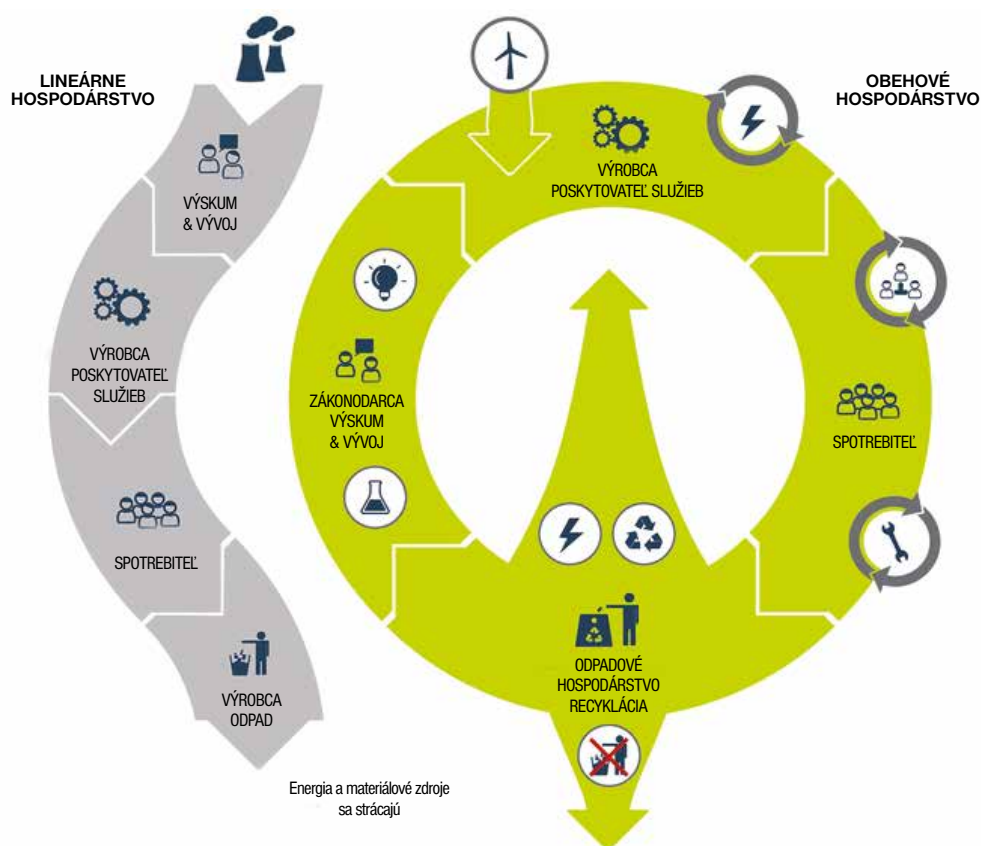 LINEÁRNE
HOSPODÁRSTVO
VÝSKUM
& VÝVOJ
VÝROBCA
POSKYTOVATEĽ
SLUŽIEB
SPOTREBITEĽ
VÝROBCA
ODPAD
Energia a materiálové zdroje
sa strácajú
OBEHOVÉ
HOSPODÁRSTVO
VÝROBCA
POSKYTOVATEĽ SLUŽIEB
ZÁKONODARCA
VÝSKUM
& VÝVOJ
SPOTREBITEĽ
ODPADOVÉ
HOSPODÁRSTVO
RECYKLÁCIA